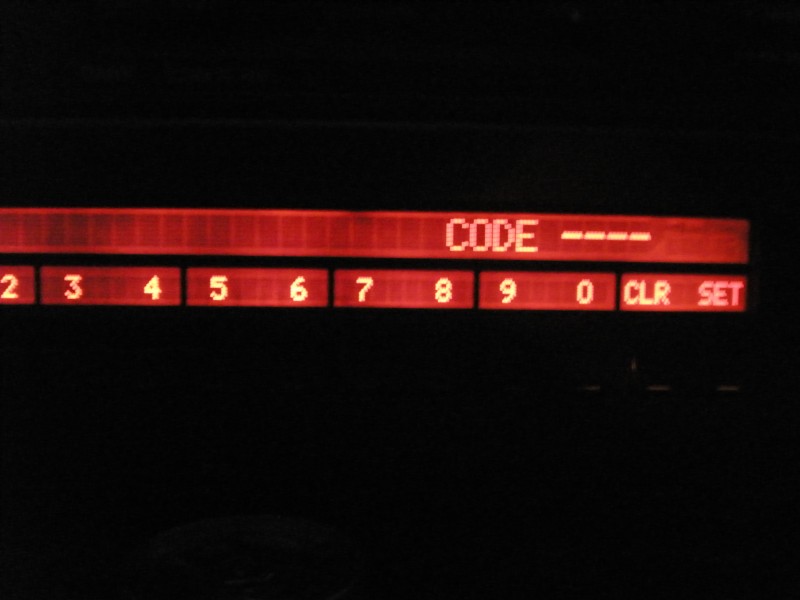 CODE ----
2 3 4 5 6 7 8 9 0 CLR SET